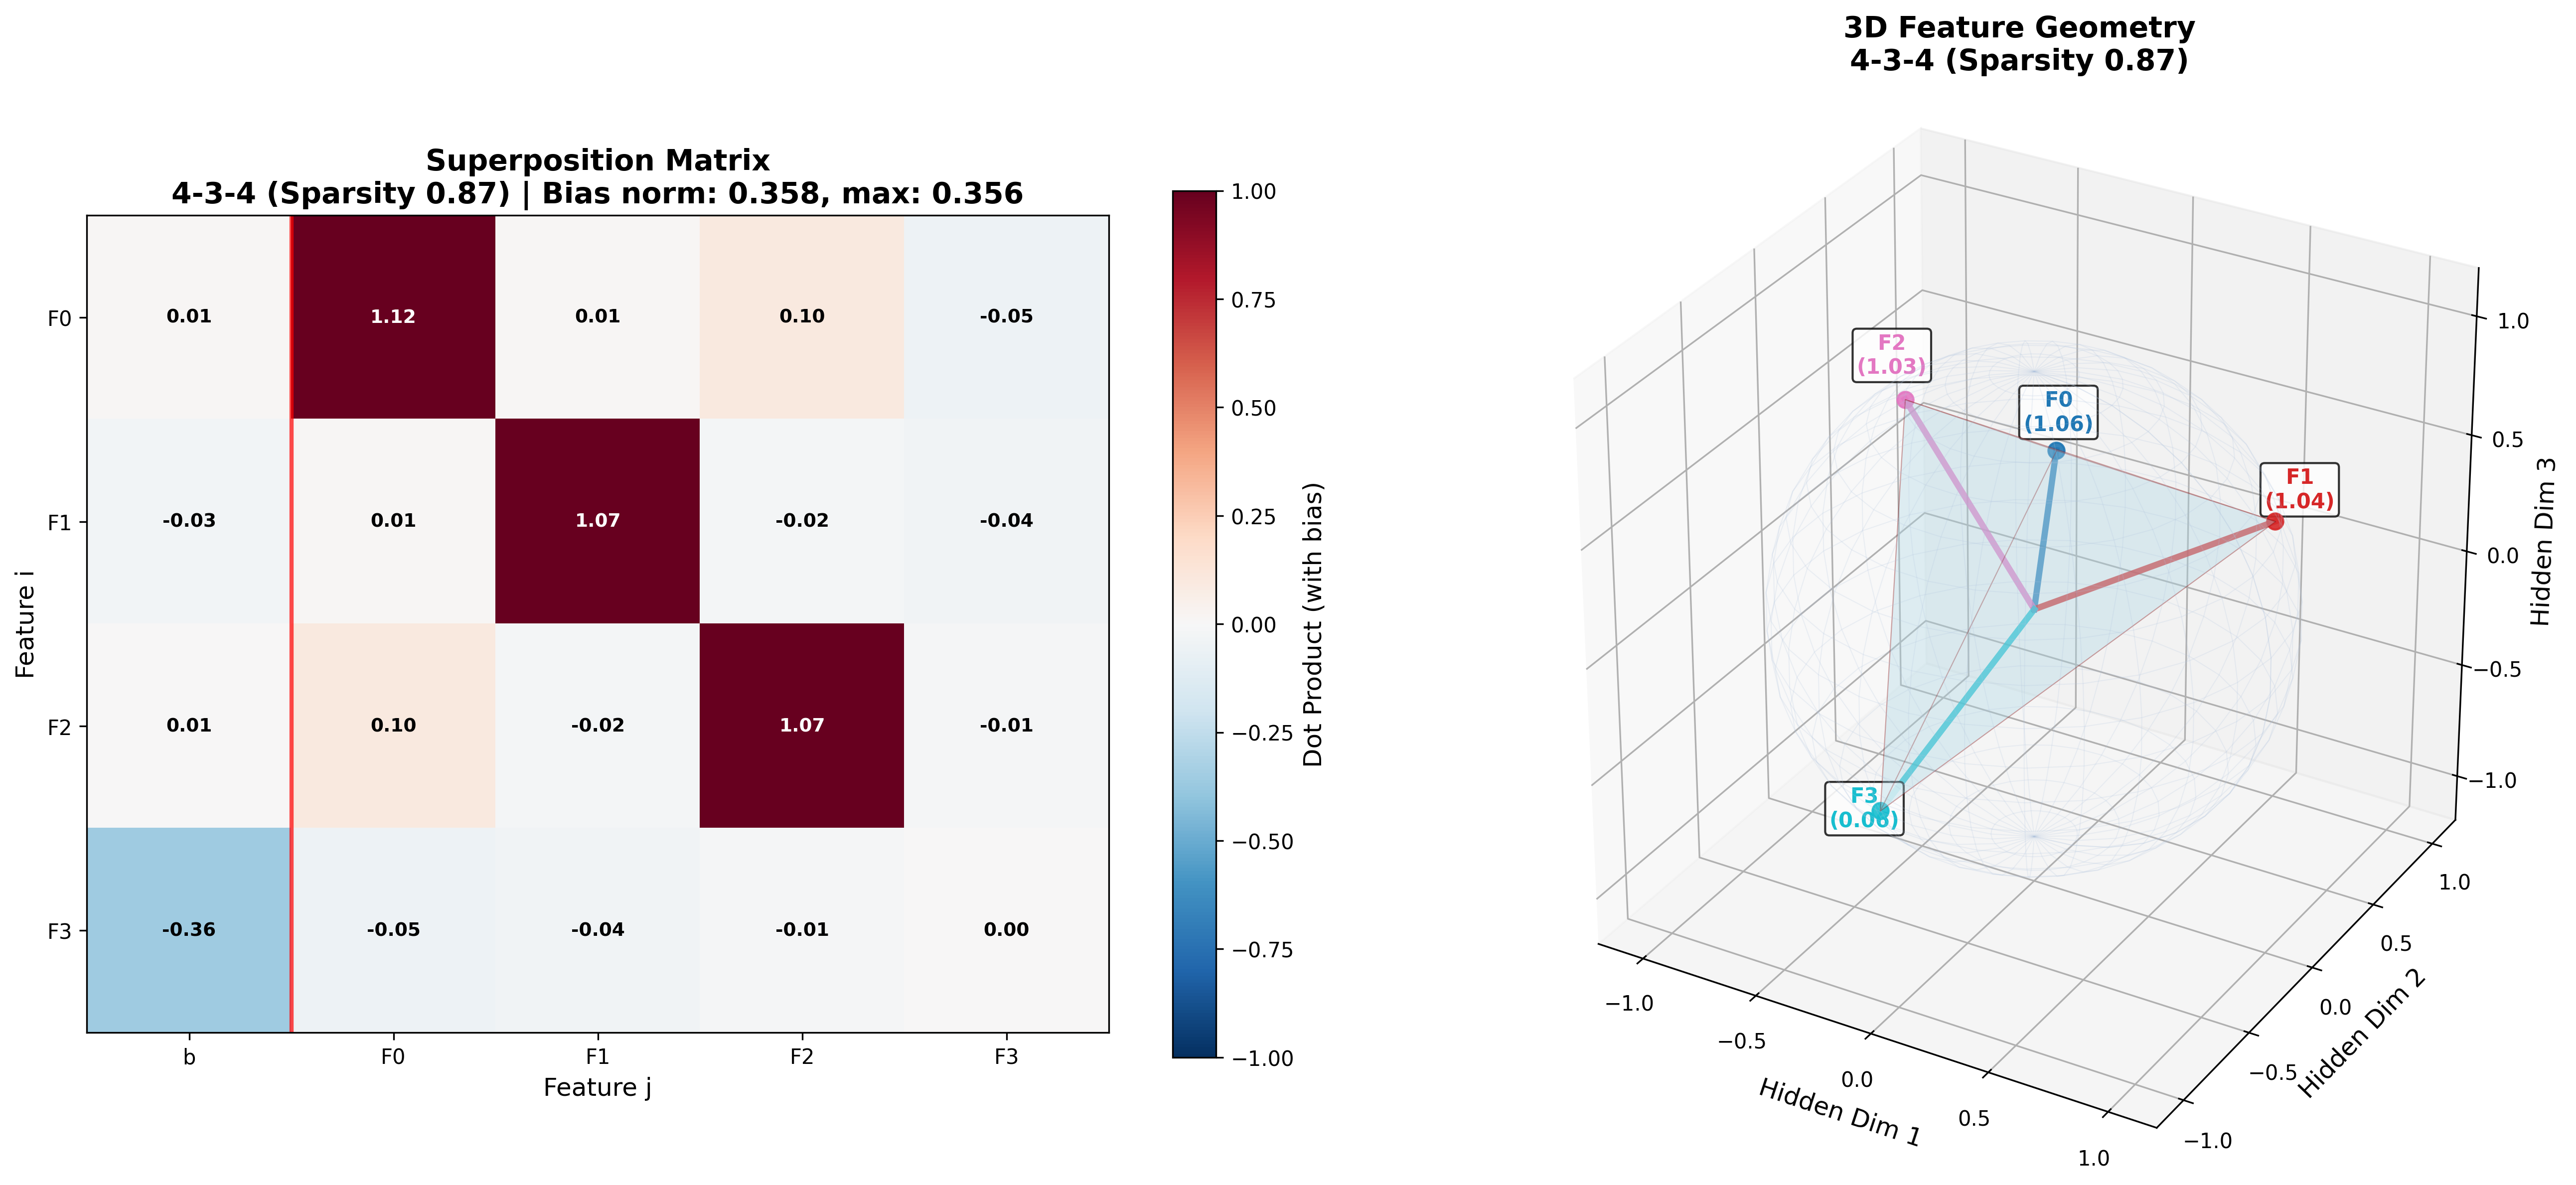 Superposition Matrix
4-3-4 (Sparsity 0.87) | Bias norm: 0.358, max: 0.356
Feature i
F0
0.01
1.12
0.01
0.10
-0.05
F1
-0.03
0.01
1.07
-0.02
-0.04
F2
0.01
0.10
-0.02
1.07
-0.01
F3
-0.36
-0.05
-0.04
-0.01
0.00
b
F0
F1
F2
F3
Feature j
1.00
0.75
0.50
0.25
0.00
−0.25
−0.50
−0.75
−1.00
Dot Product (with bias)
3D Feature Geometry
4-3-4 (Sparsity 0.87)
F2
(1.03)
F0
(1.06)
F1
(1.04)
F3
(0.06)
−1.0
−0.5
0.0
0.5
1.0
Hidden Dim 1
−1.0
−0.5
0.0
0.5
1.0
Hidden Dim 2
1.0
0.5
0.0
−0.5
−1.0
Hidden Dim 3